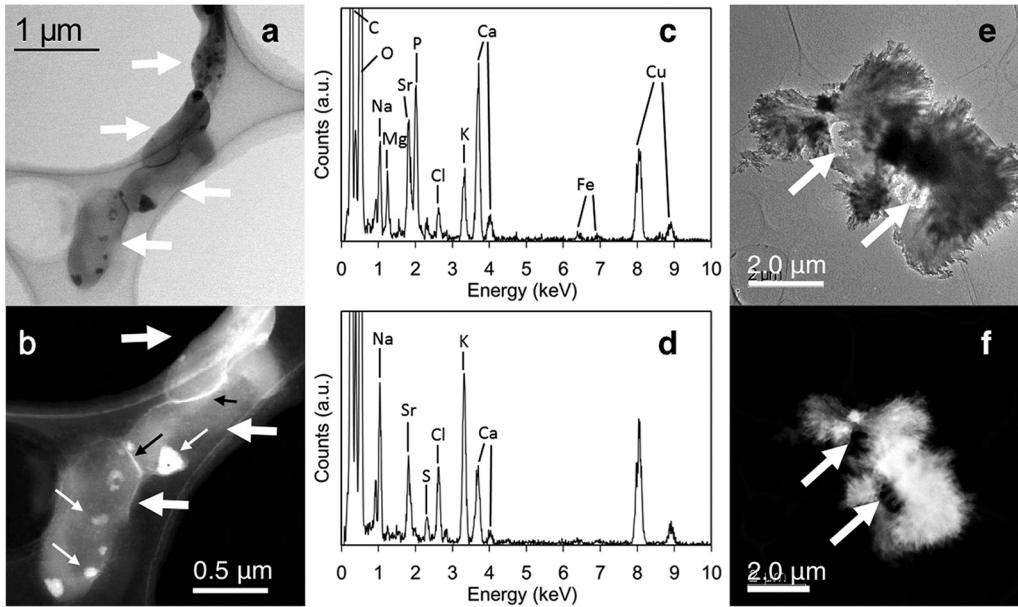 1 µm
a
b
0.5 µm
c
Counts (a.u.)
C
O
Na
Mg
Sr
P
Cl
K
Ca
Fe
Cu
0 1 2 3 4 5 6 7 8 9 10
Energy (keV)
d
Counts (a.u.)
Na
Sr
S
Cl
K
Ca
0 1 2 3 4 5 6 7 8 9 10
Energy (keV)
e
2.0 µm
2 µm
f
2.0 µm